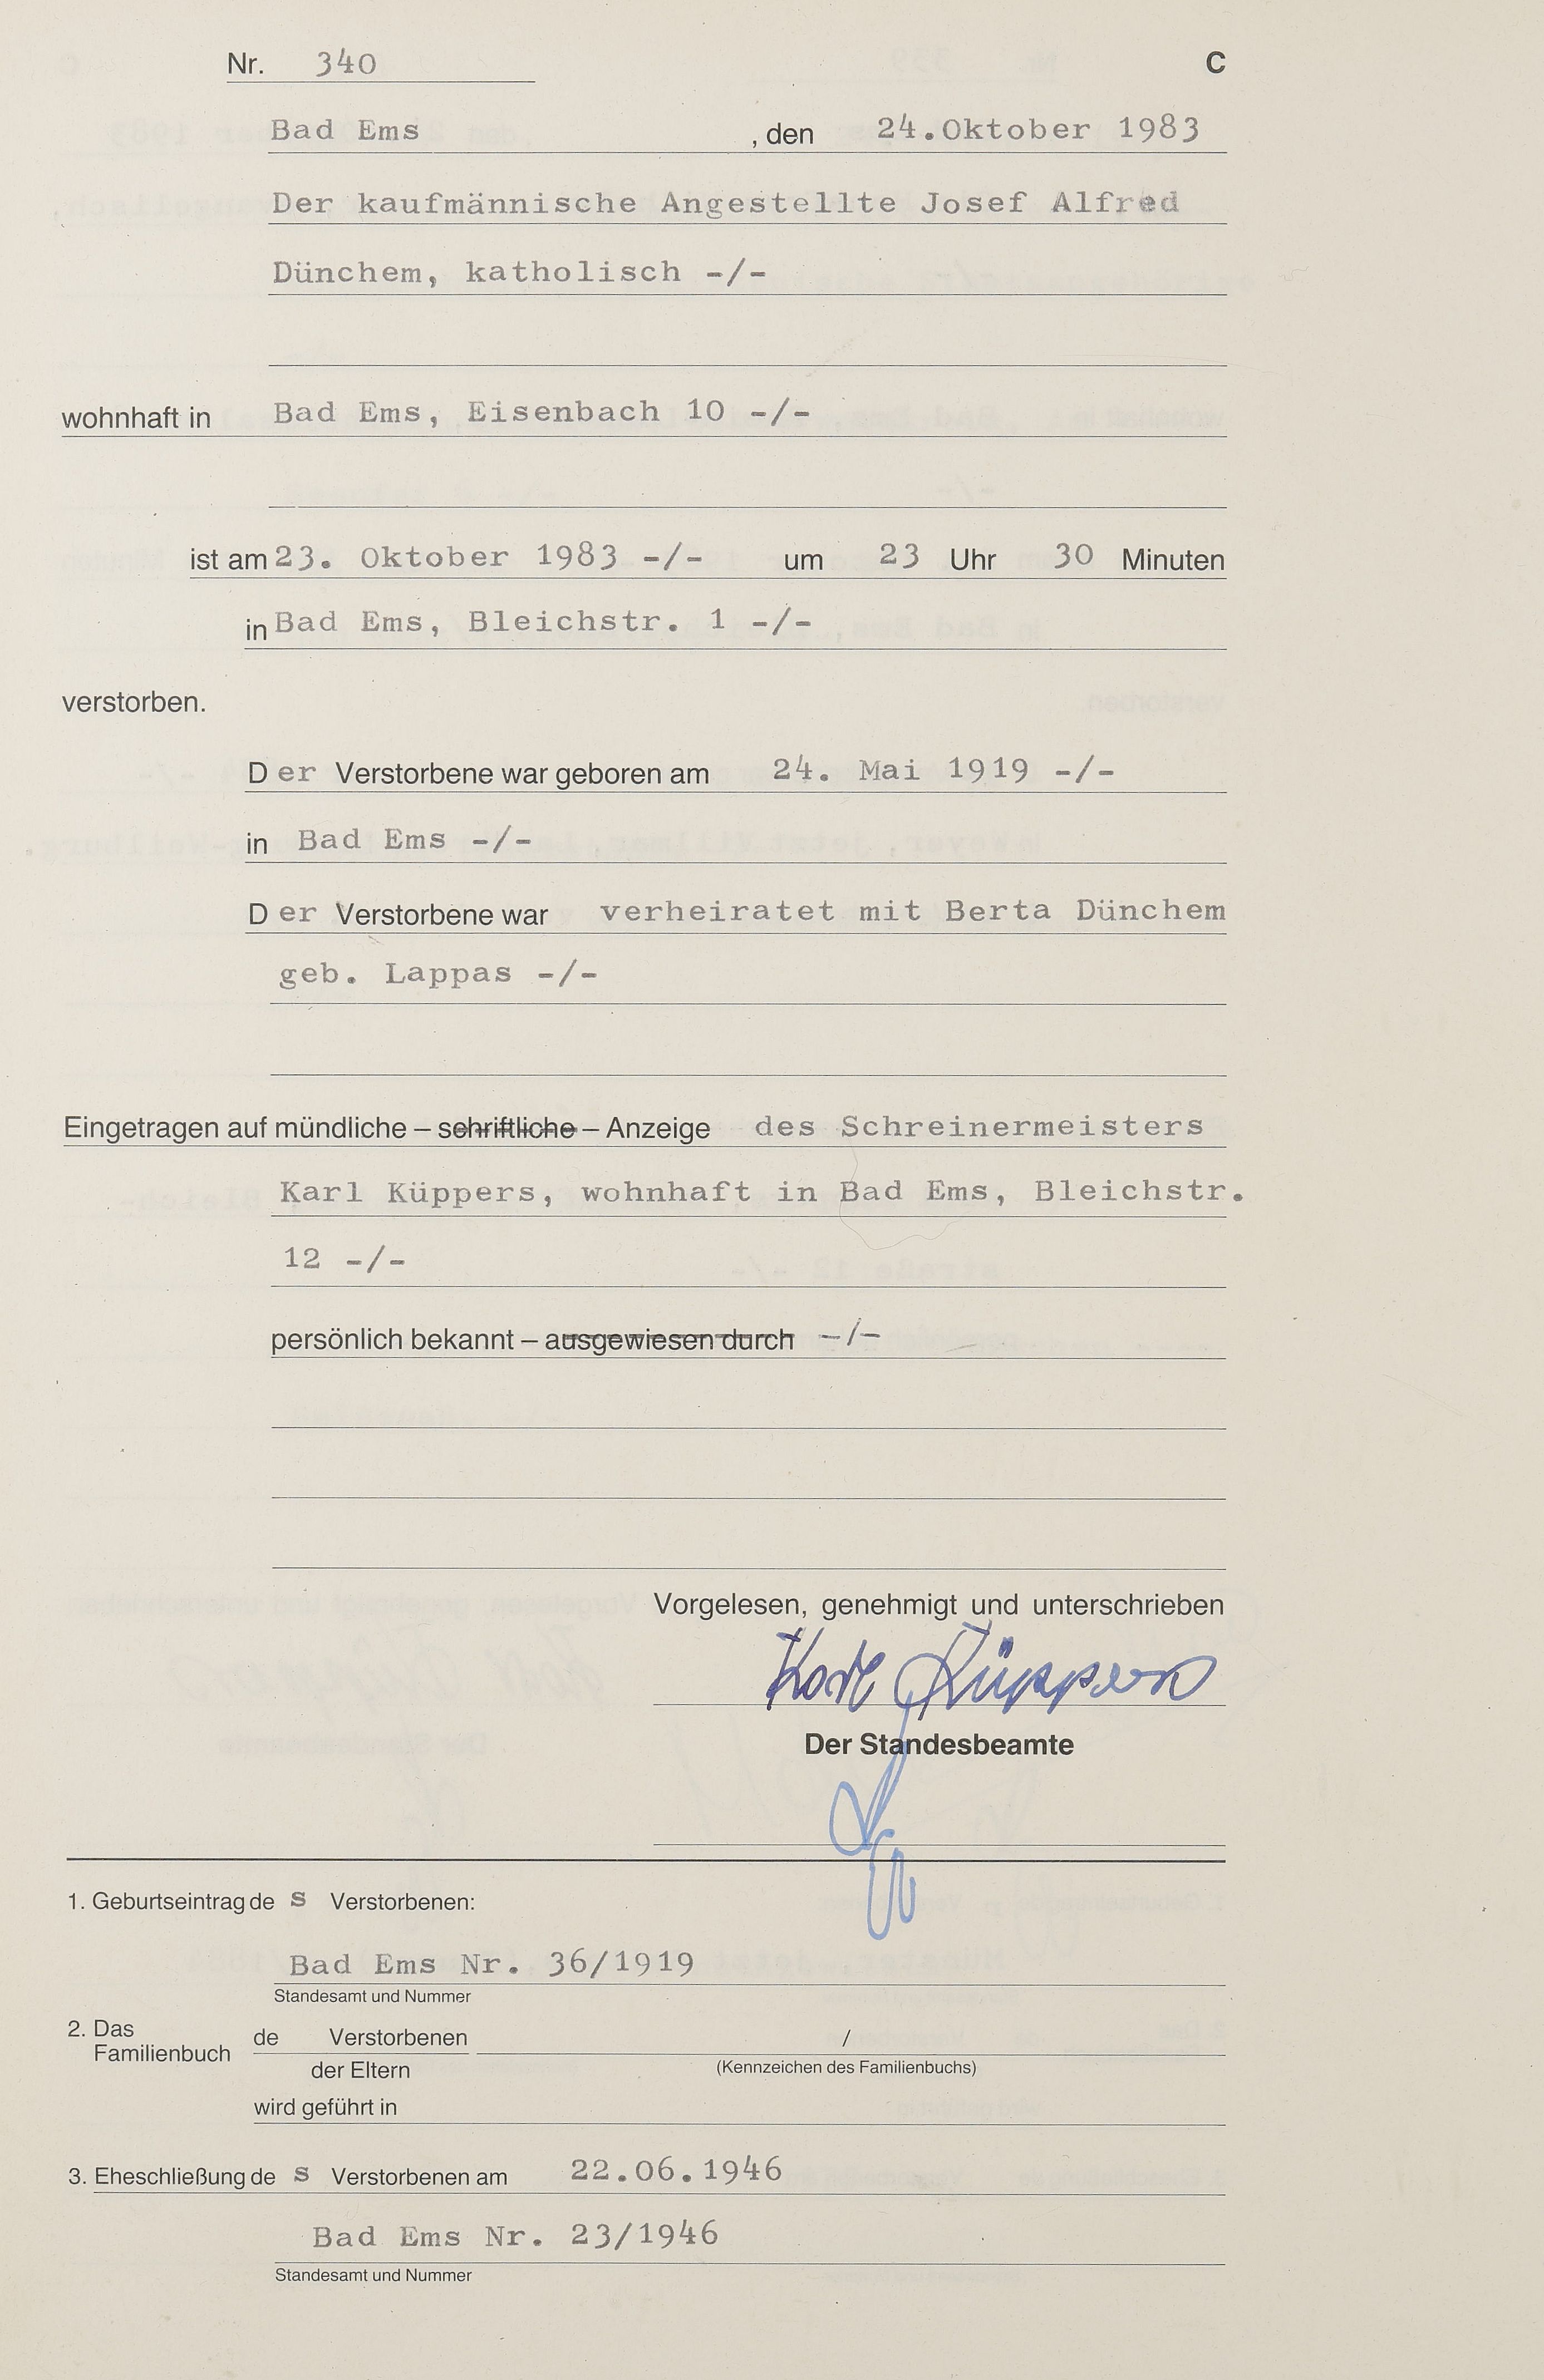 Nr. 340 C
Bad Ems , den 24.Oktober 1983
Der kaufmännische Angestellte Josef Alfred
Dünchem, katholisch -/-
wohnhaft in Bad Ems, Eisenbach 10 -/-
ist am 23. Oktober 1983 -/- um 23 Uhr 30 Minuten
in Bad Ems, Bleichstr. 1 -/-
verstorben.
D er Verstorbene war geboren am 24. Mai 1919 -/-
in Bad Ems -/-
D er Verstorbene war verheiratet mit Berta Dünchem
geb. Lappas -/-
Eingetragen auf mündliche – schriftliche – Anzeige des Schreinermeisters
Karl Küppers, wohnhaft in Bad Ems, Bleichstr.
12 -/-
persönlich bekannt – ausgewiesen durch -/-
Vorgelesen, genehmigt und unterschrieben
Karl Küppers
Der Standesbeamte
1. Geburtseintrag de s Verstorbenen:
Bad Ems Nr. 36/1919
Standesamt und Nummer
2. Das Familienbuch de Verstorbenen /
der Eltern (Kennzeichen des Familienbuchs)
wird geführt in
3. Eheschließung de s Verstorbenen am 22.06.1946
Bad Ems Nr. 23/1946
Standesamt und Nummer